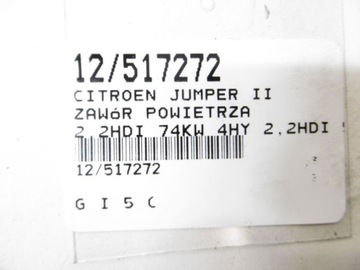 12/517272
CITROEN JUMPER II
ZAWóR POWIETRZA
2.2HDI 74KW 4HY 2,2HDI
12/517272
G I 5 C